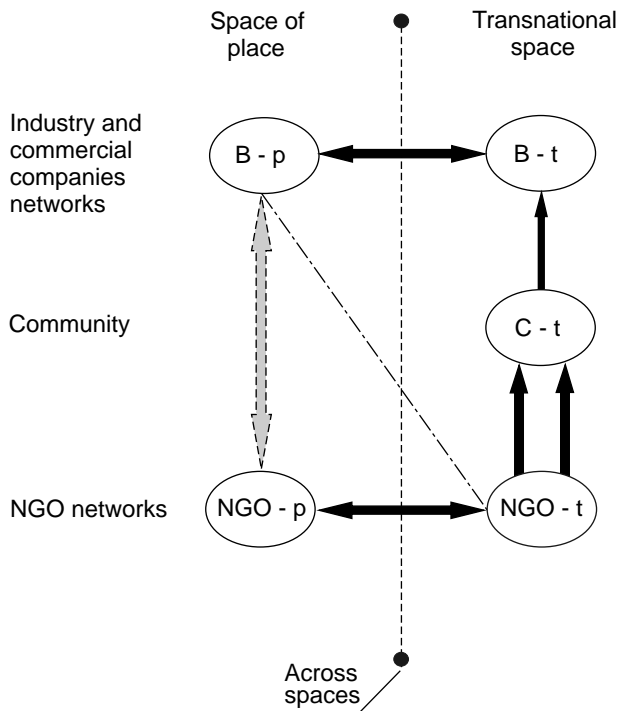 Space of
place
Transnational
space
Industry and
commercial
companies
networks
B - p
B - t
Community
C - t
NGO networks
NGO - p
NGO - t
Across
spaces